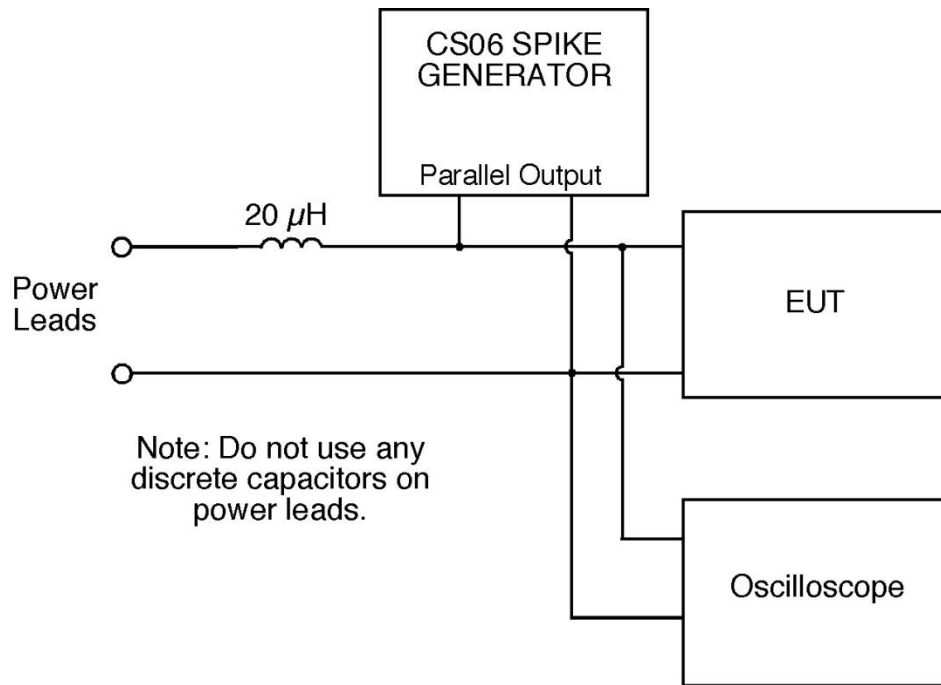 CS06 SPIKE
GENERATOR
Parallel Output
20 µH
Power
Leads
EUT
Note: Do not use any
discrete capacitors on
power leads.
Oscilloscope